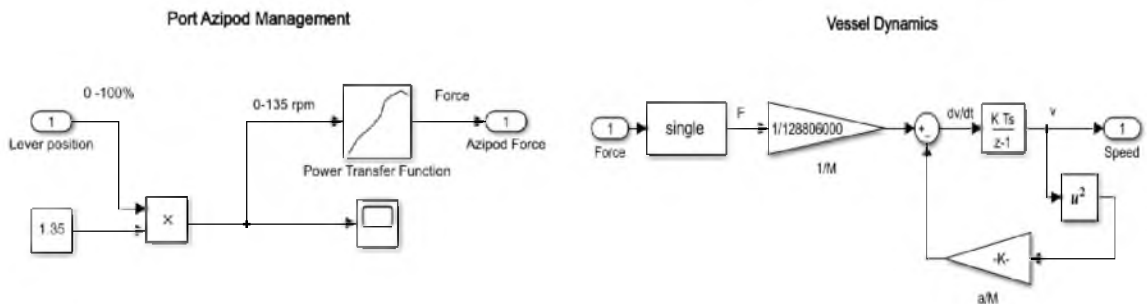 Port Azipod Management
0 -100%
1
Lever position
1.35
×
0-135 rpm
Power Transfer Function
Force
1
Azipod Force
Vessel Dynamics
1
Force
single
F
1/128806000
1/M
+
-
dv/dt
K Ts
z-1
v
1
Speed
u²
-K-
a/M